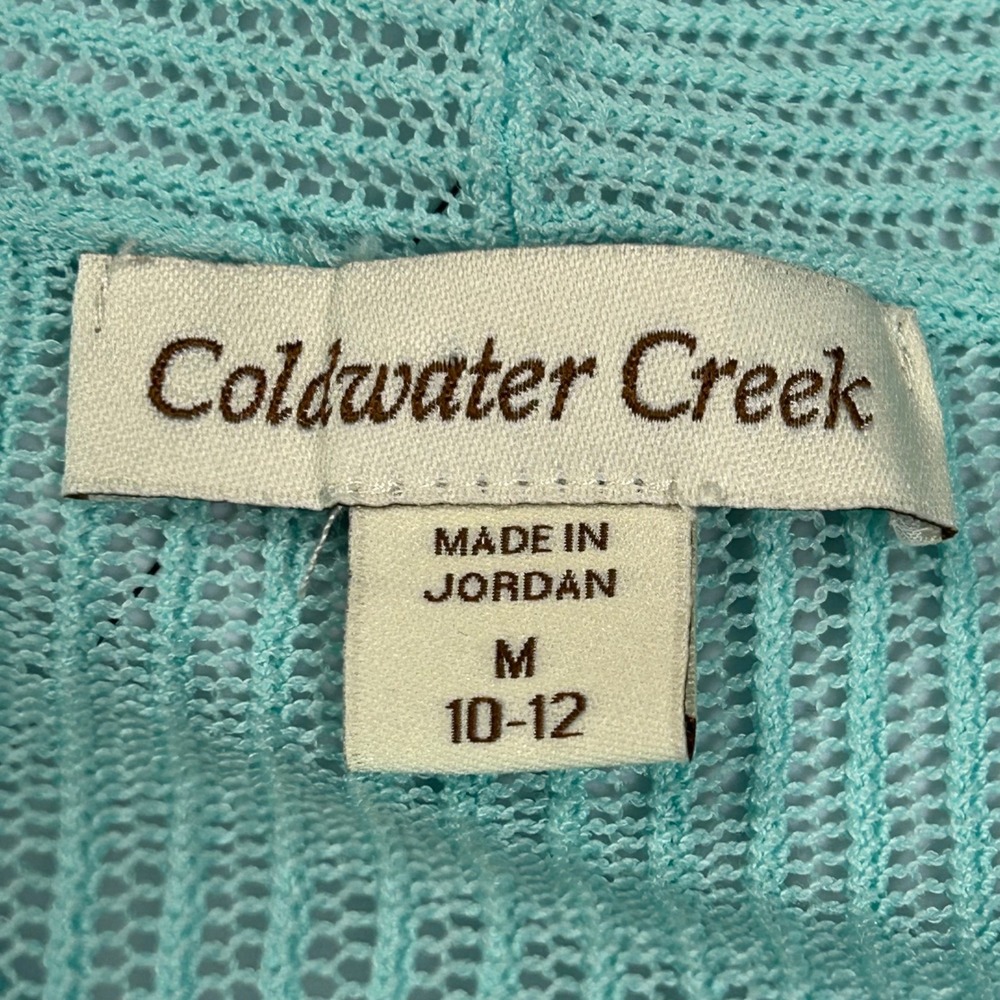 Coldwater Creek
MADE IN
JORDAN
M
10-12